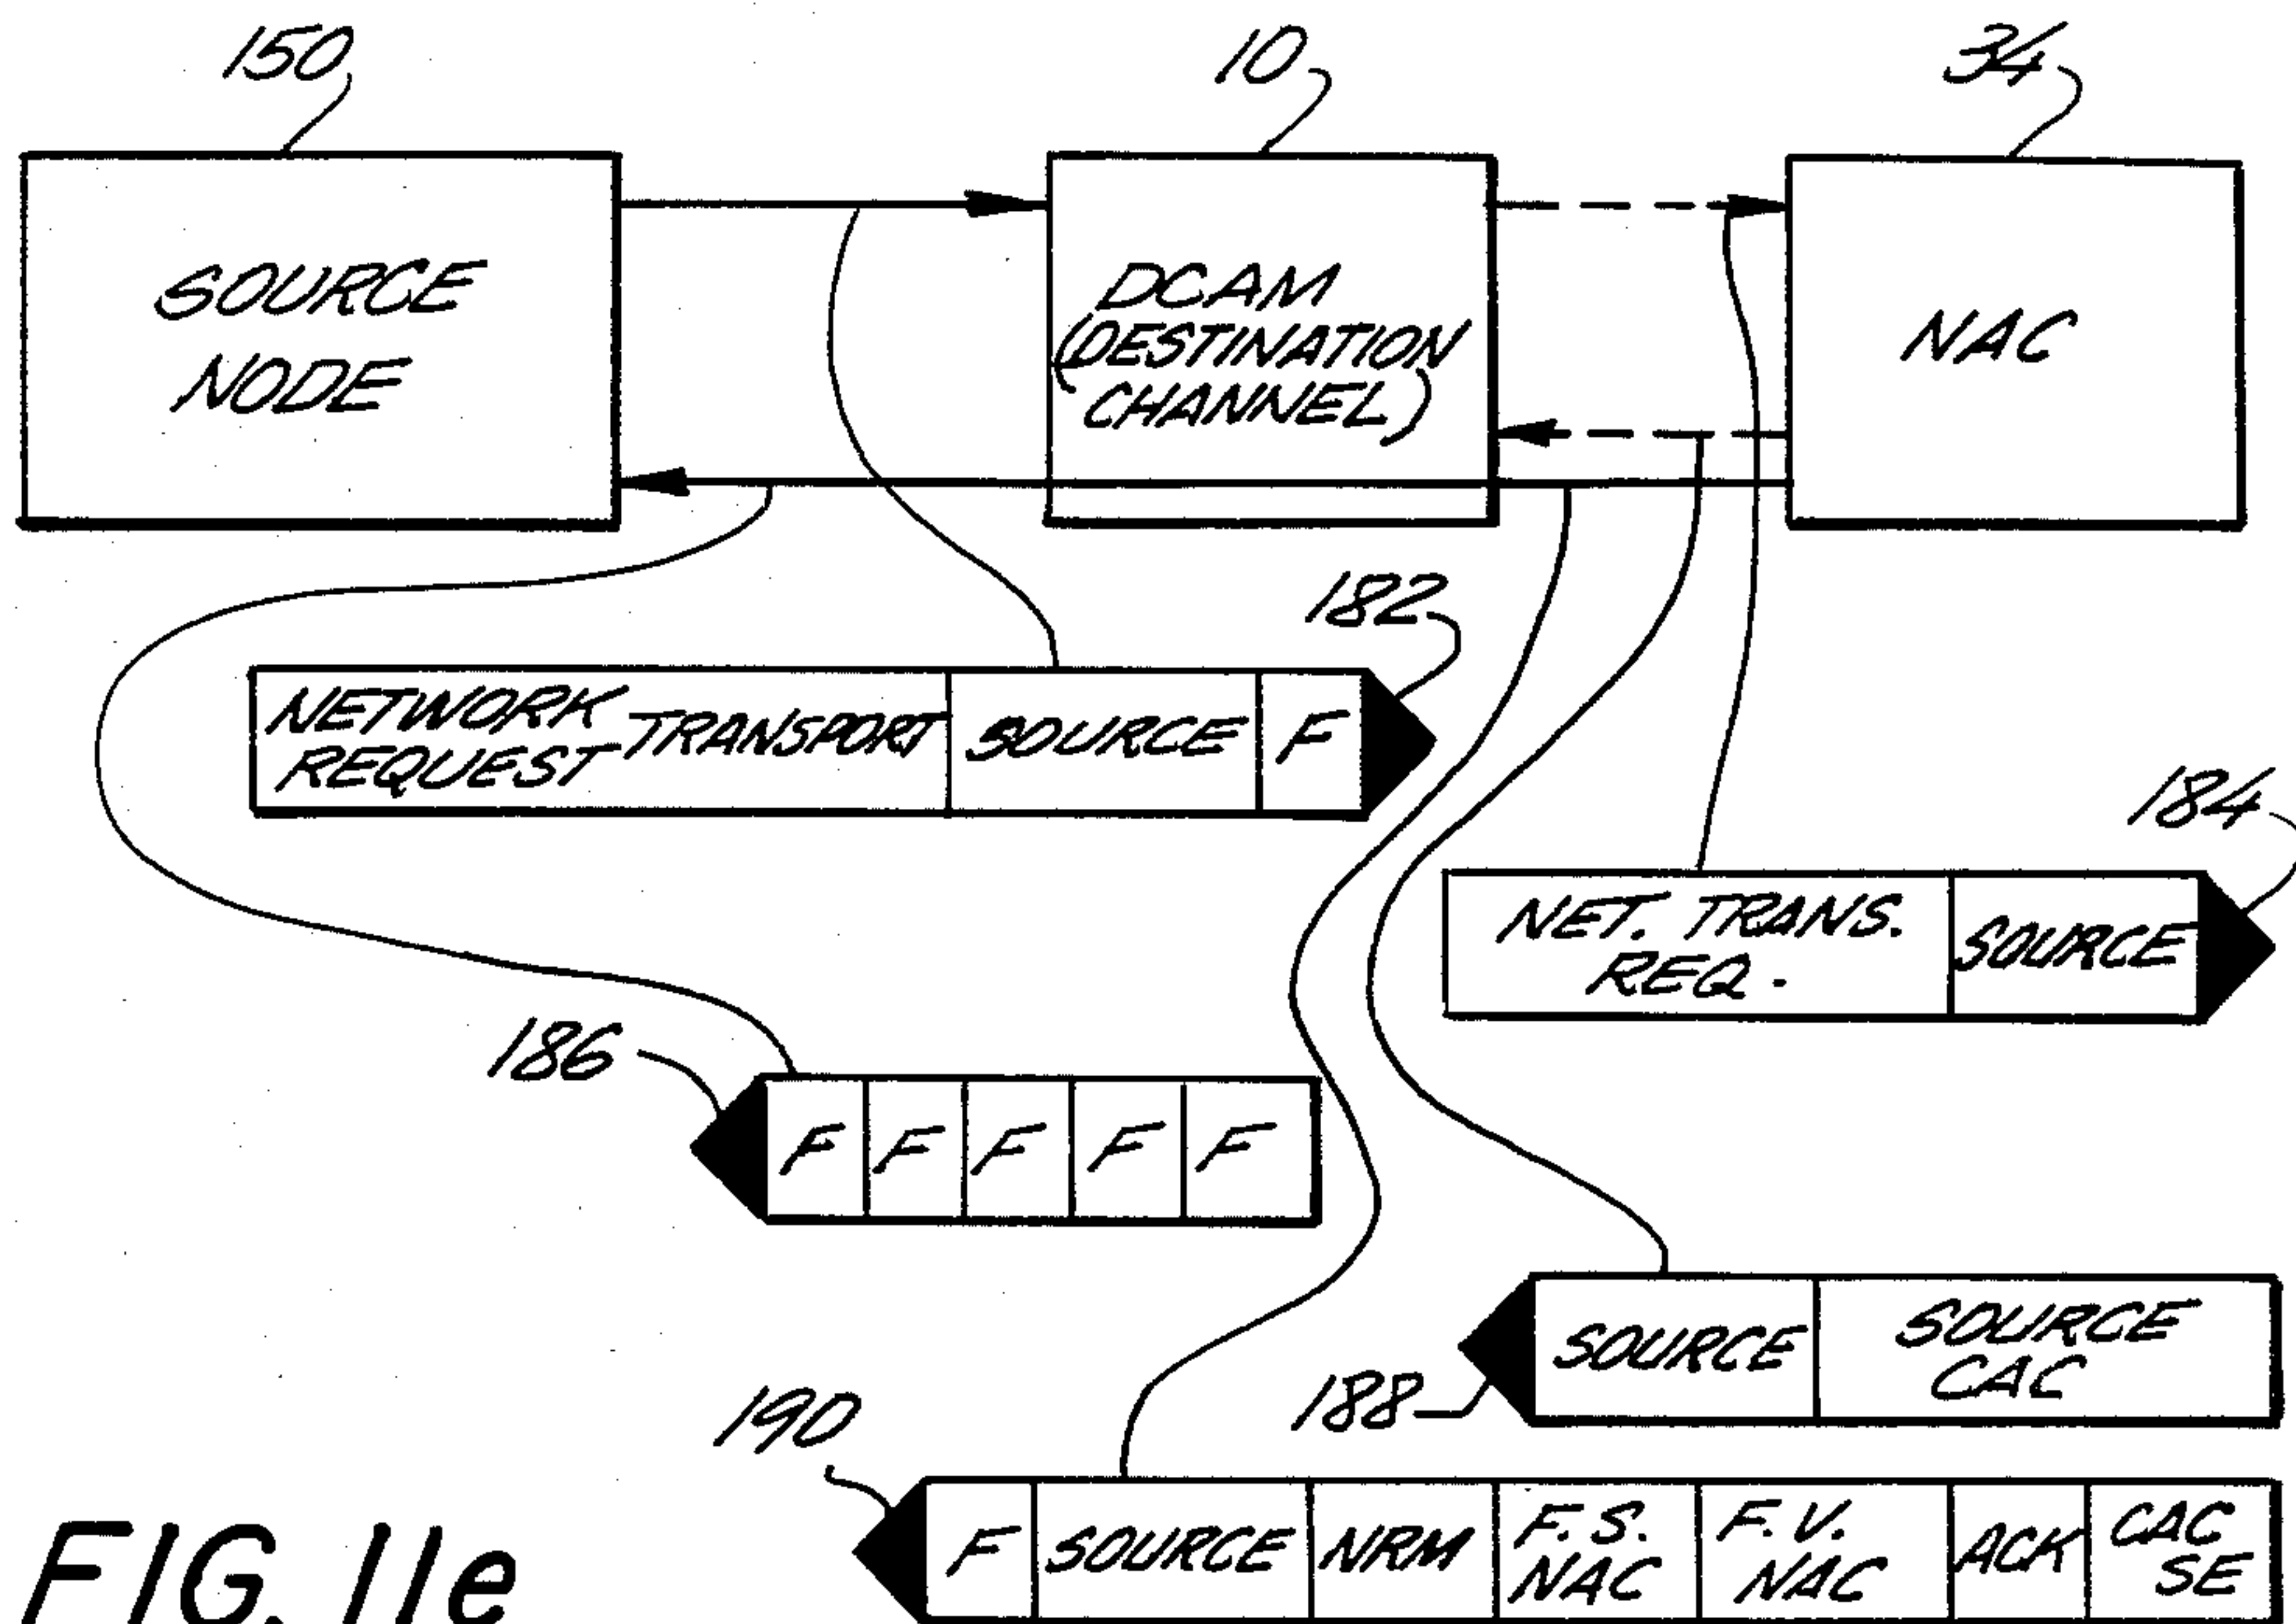 150
10
34
SOURCE
NODE
DCAM
(DESTINATION
CHANNEL)
NAC
182
NETWORK TRANSPORT
REQUEST
SOURCE
F
184
NET. TRANS.
REQ.
SOURCE
186
F F F F F
188
SOURCE
SOURCE
CAC
190
F
SOURCE
NRM
F.S.
NAC
F.V.
NAC
ACK
CAC
SE
FIG. 11e